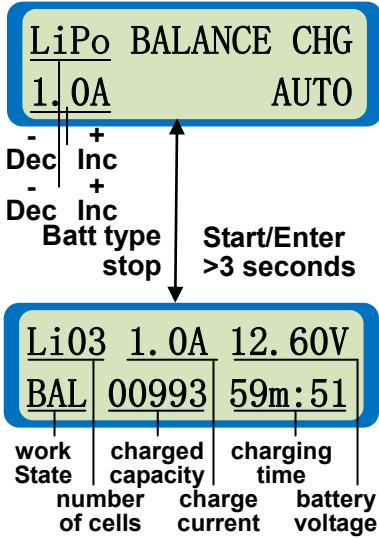 LiPo BALANCE CHG
1.0A AUTO
- +
Dec Inc
- +
Dec Inc
Batt type
stop
Start/Enter
>3 seconds
Li03 1.0A 12.60V
BAL 00993 59m:51
work
State
charged
capacity
charging
time
number
of cells
charge
current
battery
voltage